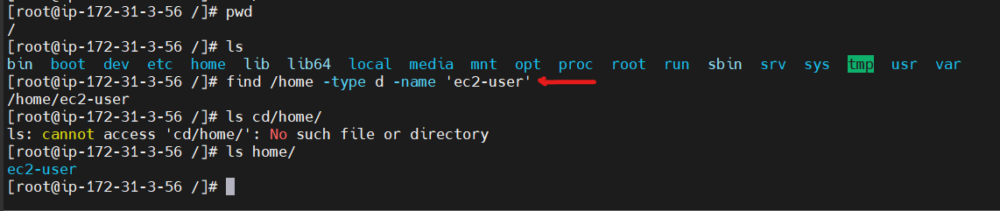 [root@ip-172-31-3-56 /]# pwd
/
[root@ip-172-31-3-56 /]# ls
bin boot dev etc home lib lib64 local media mnt opt proc root run sbin srv sys tmp usr var
[root@ip-172-31-3-56 /]# find /home -type d -name 'ec2-user'
/home/ec2-user
[root@ip-172-31-3-56 /]# ls cd/home/
ls: cannot access 'cd/home/': No such file or directory
[root@ip-172-31-3-56 /]# ls home/
ec2-user
[root@ip-172-31-3-56 /]#